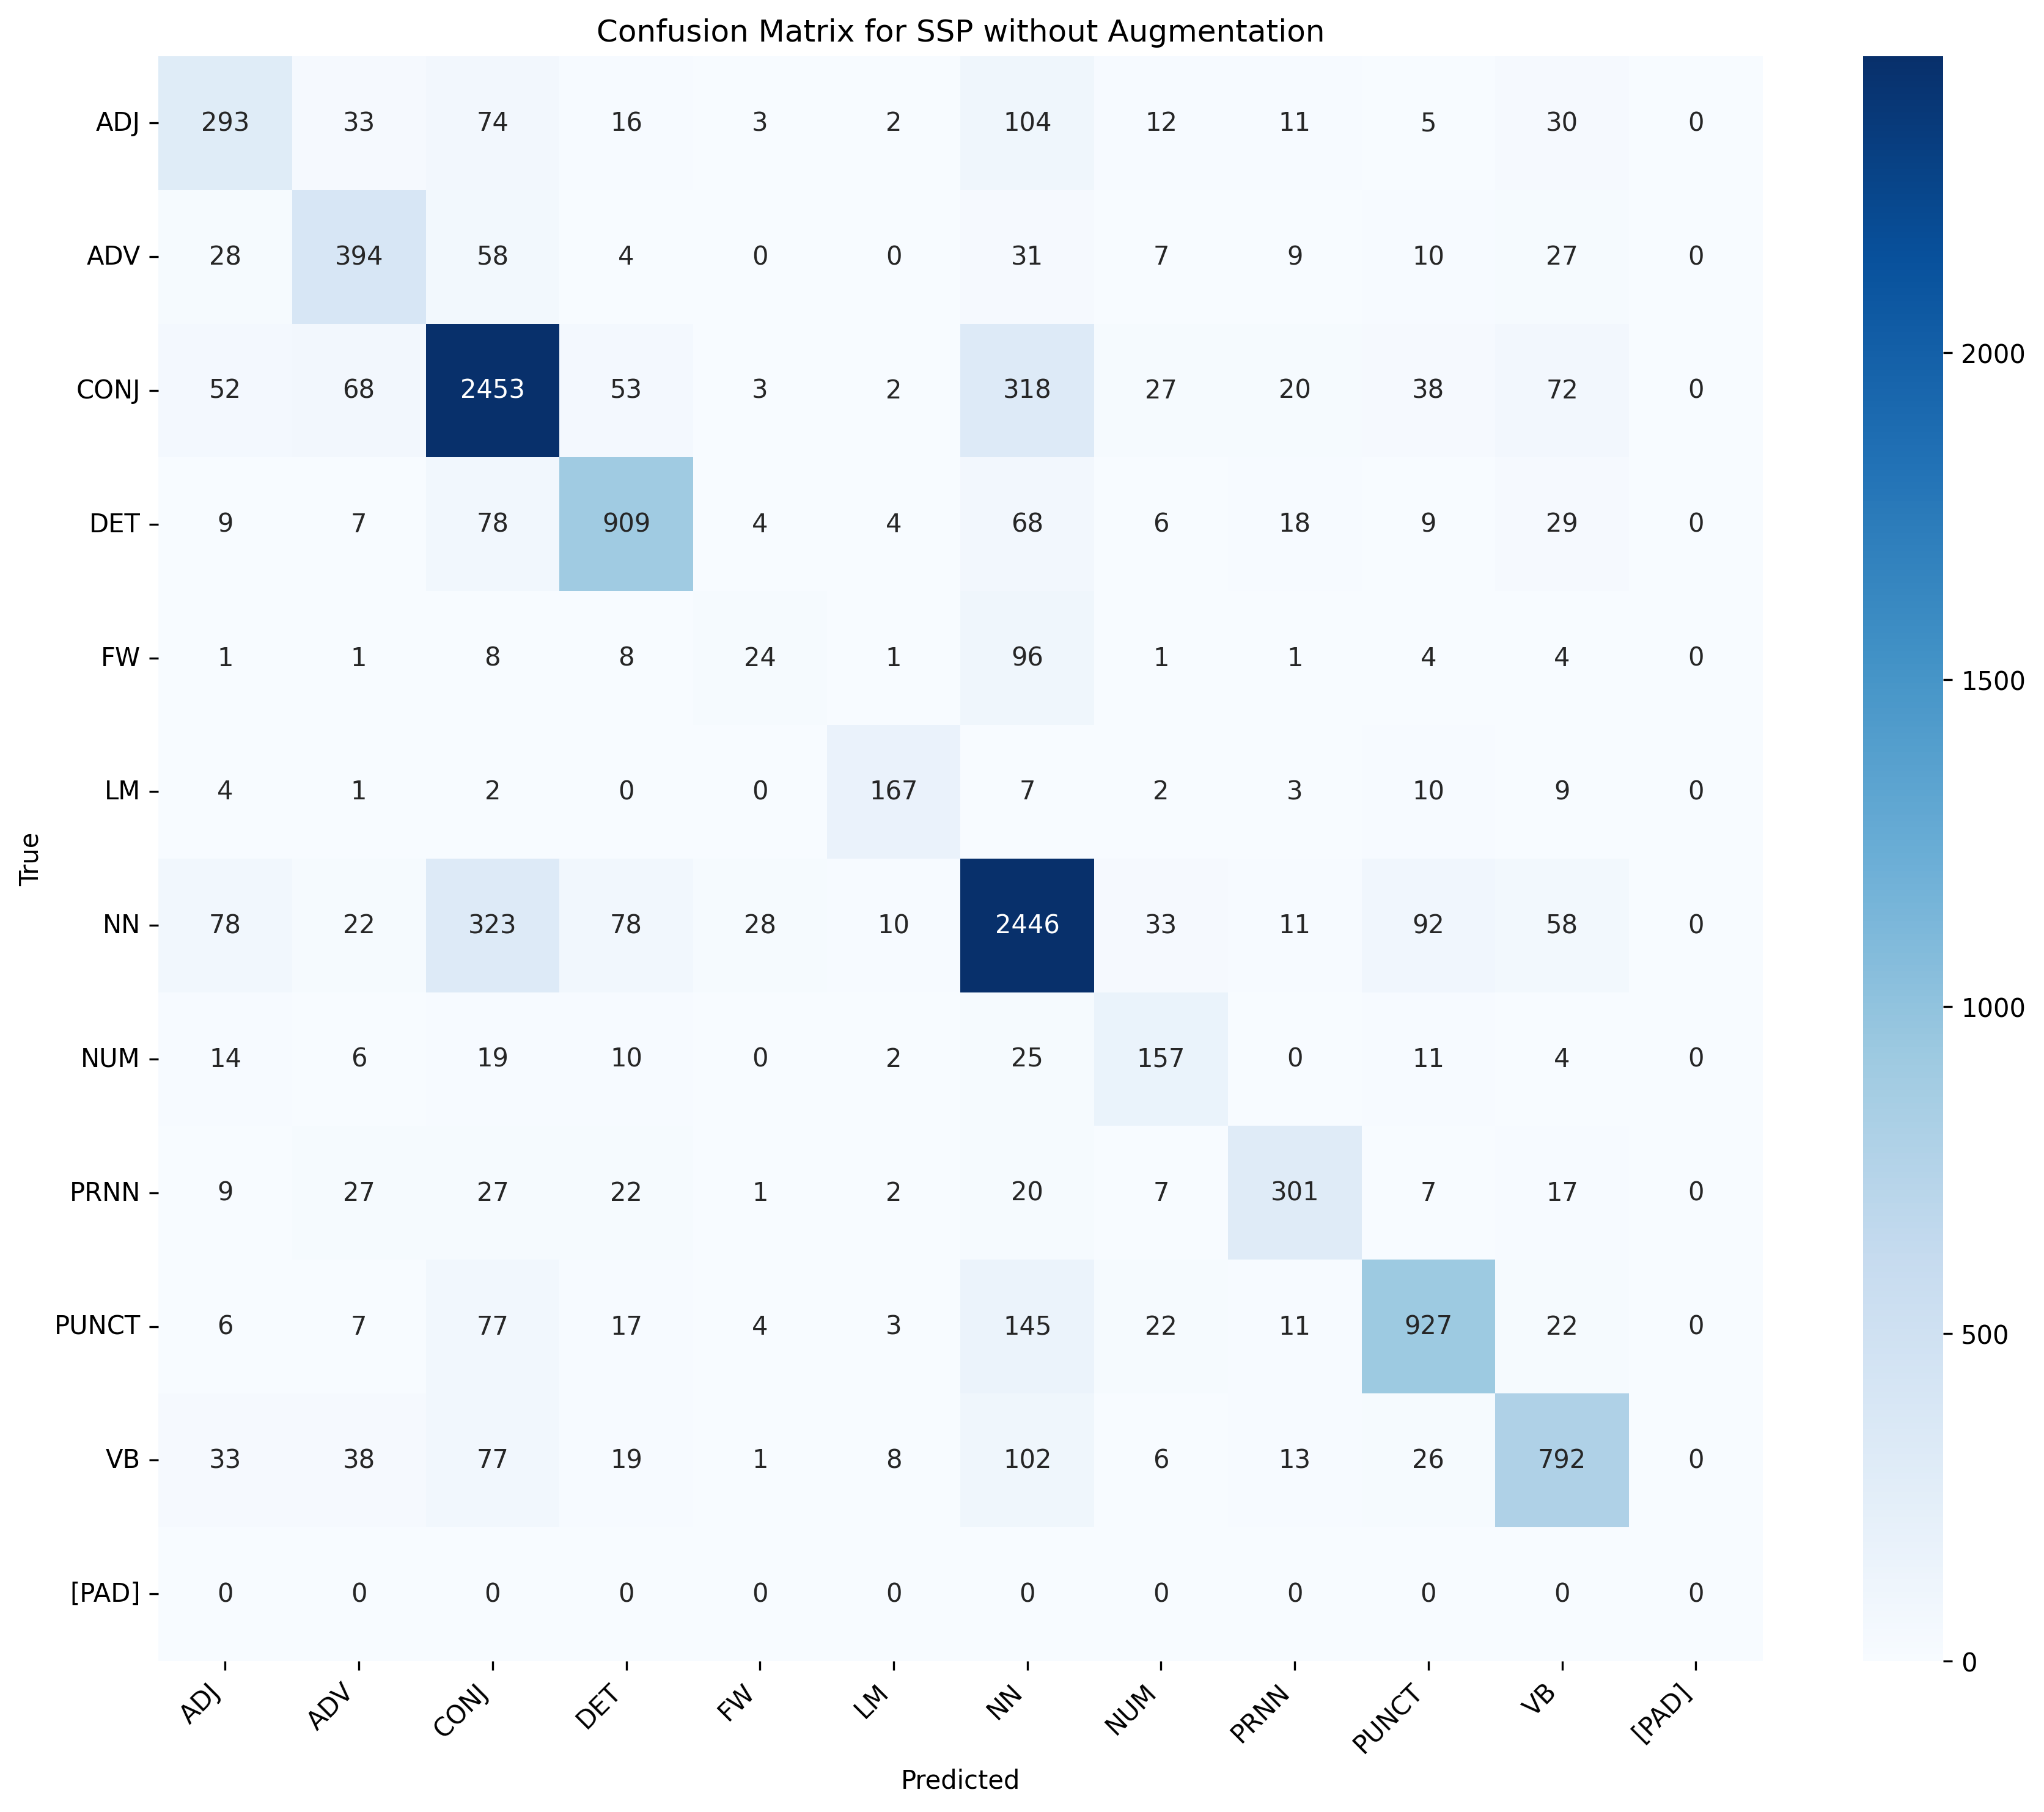 Confusion Matrix for SSP without Augmentation
ADJ 293 33 74 16 3 2 104 12 11 5 30 0
ADV 28 394 58 4 0 0 31 7 9 10 27 0
CONJ 52 68 2453 53 3 2 318 27 20 38 72 0
DET 9 7 78 909 4 4 68 6 18 9 29 0
FW 1 1 8 8 24 1 96 1 1 4 4 0
LM 4 1 2 0 0 167 7 2 3 10 9 0
NN 78 22 323 78 28 10 2446 33 11 92 58 0
NUM 14 6 19 10 0 2 25 157 0 11 4 0
PRNN 9 27 27 22 1 2 20 7 301 7 17 0
PUNCT 6 7 77 17 4 3 145 22 11 927 22 0
VB 33 38 77 19 1 8 102 6 13 26 792 0
[PAD] 0 0 0 0 0 0 0 0 0 0 0 0
ADJ ADV CONJ DET FW LM NN NUM PRNN PUNCT VB [PAD]
Predicted
True
2000
1500
1000
500
0